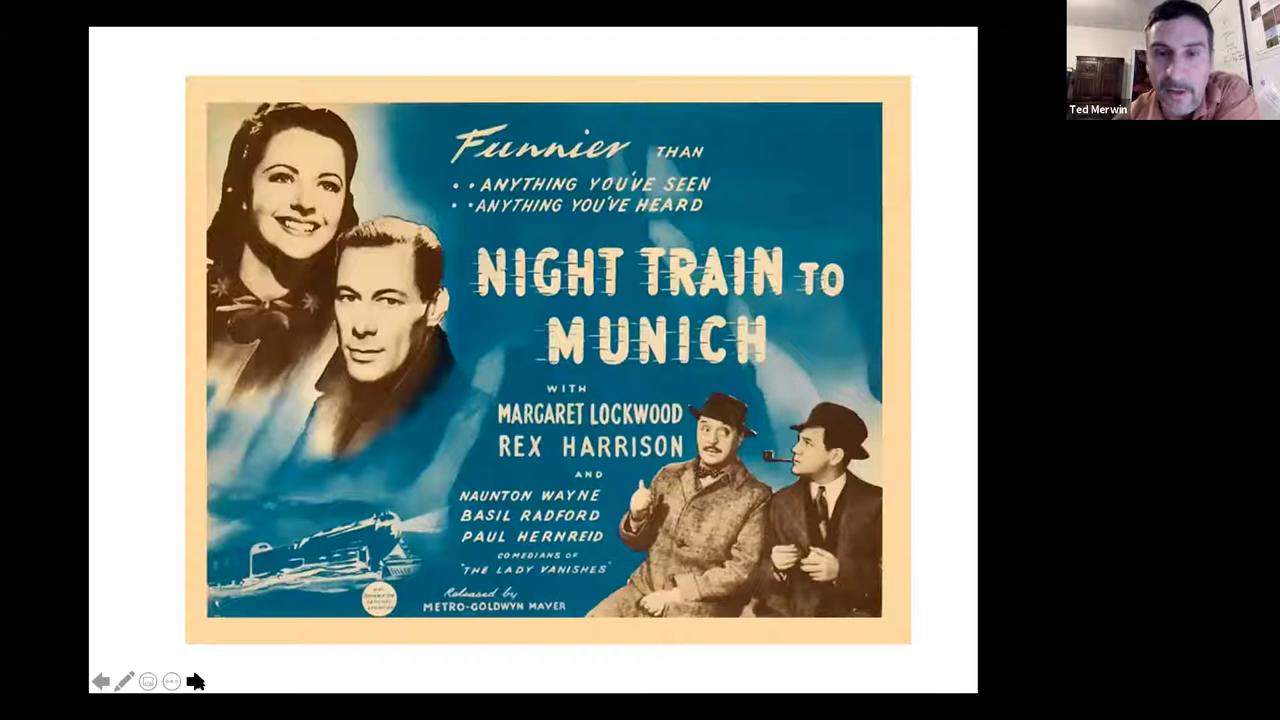 Funnier THAN
· · ANYTHING YOU'VE SEEN
· · ANYTHING YOU'VE HEARD
NIGHT TRAIN TO
MUNICH
WITH
MARGARET LOCKWOOD
REX HARRISON
AND
NAUNTON WAYNE
BASIL RADFORD
PAUL HERNREID
COMEDIANS OF
"THE LADY VANISHES"
Released by
METRO-GOLDWYN MAYER
Ted Merwin